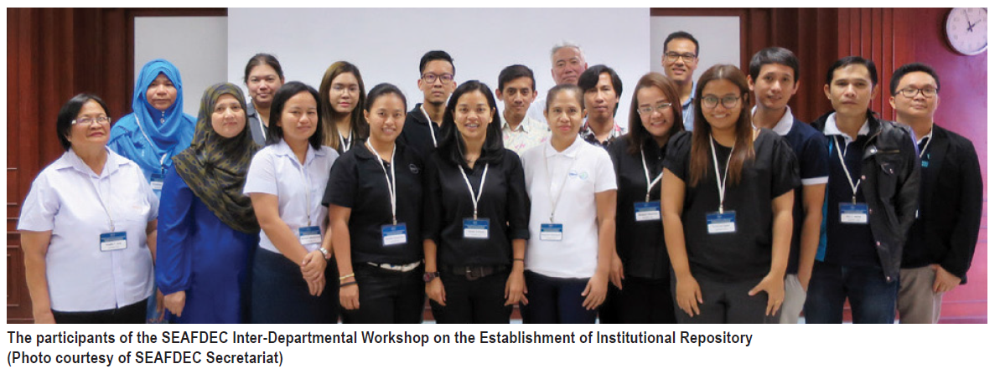 The participants of the SEAFDEC Inter-Departmental Workshop on the Establishment of Institutional Repository
(Photo courtesy of SEAFDEC Secretariat)